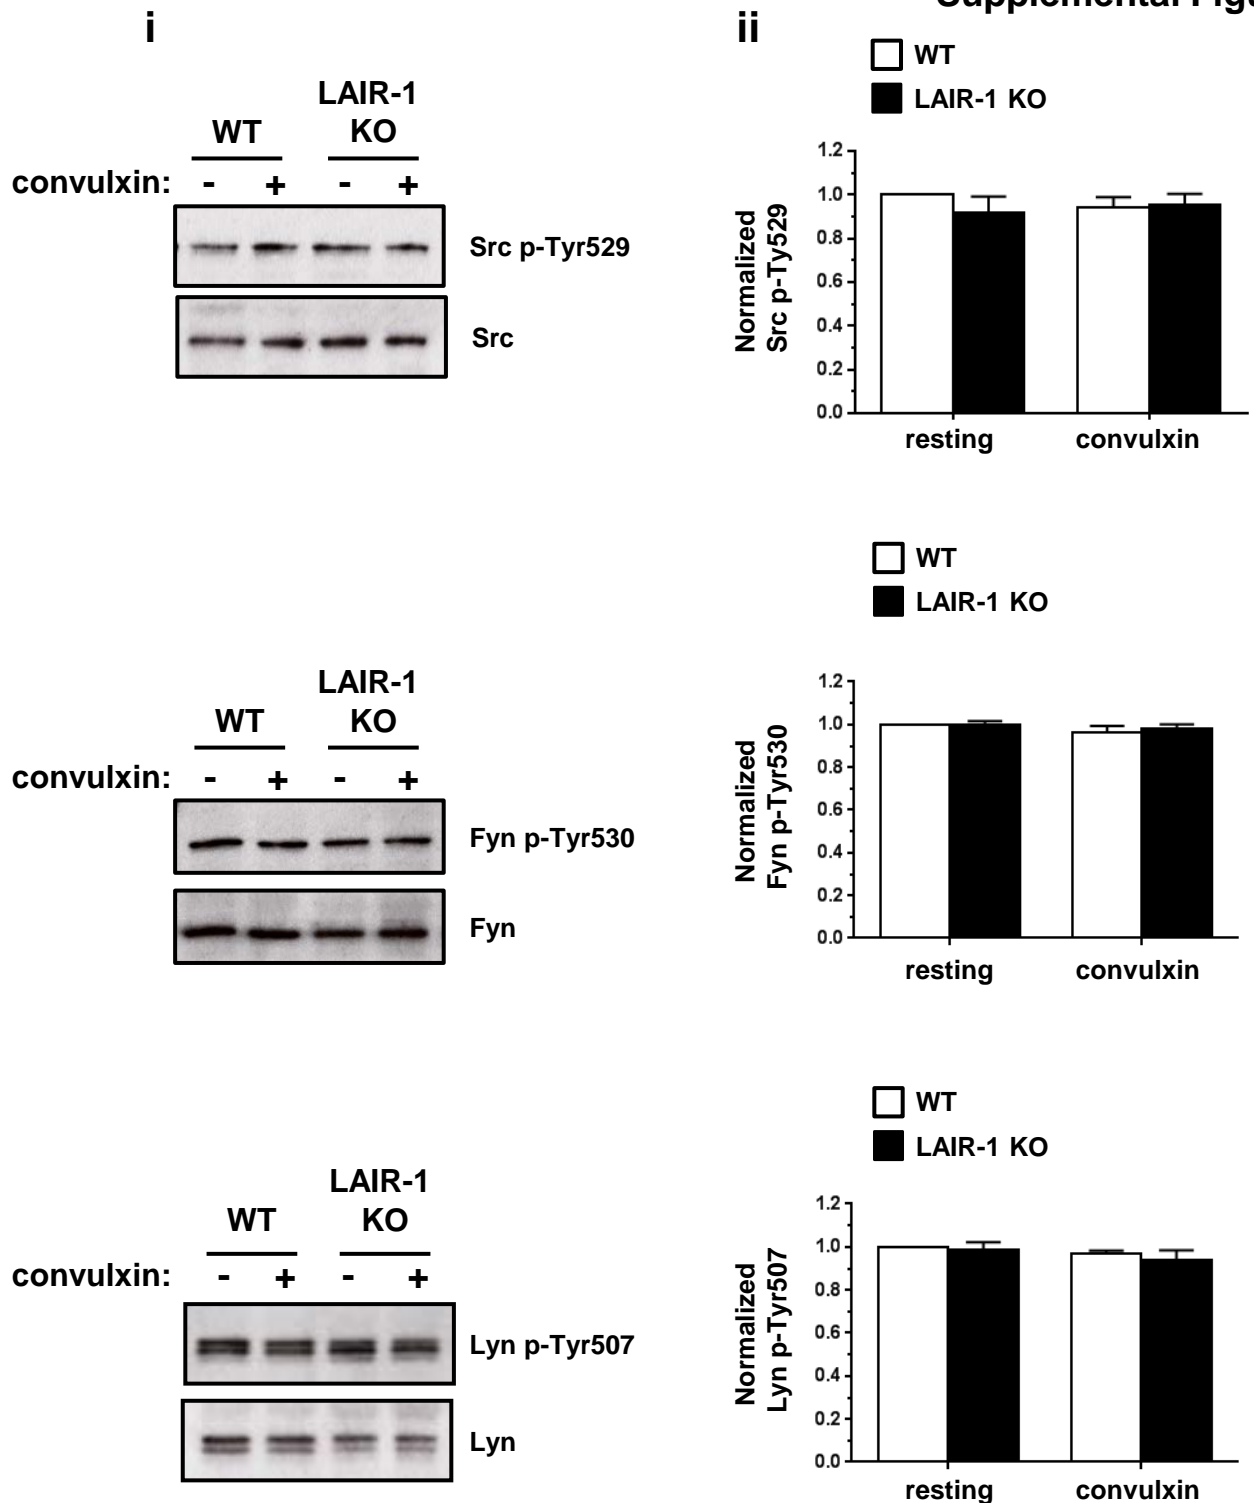 i
LAIR-1
WT KO
convulxin: - + - +
Src p-Tyr529
Src
ii
WT
LAIR-1 KO
Normalized
Src p-Ty529
1.2
1.0
0.8
0.6
0.4
0.2
0.0
resting convulxin
LAIR-1
WT KO
convulxin: - + - +
Fyn p-Tyr530
Fyn
WT
LAIR-1 KO
Normalized
Fyn p-Tyr530
1.2
1.0
0.8
0.6
0.4
0.2
0.0
resting convulxin
LAIR-1
WT KO
convulxin: - + - +
Lyn p-Tyr507
Lyn
WT
LAIR-1 KO
Normalized
Lyn p-Tyr507
1.2
1.0
0.8
0.6
0.4
0.2
0.0
resting convulxin